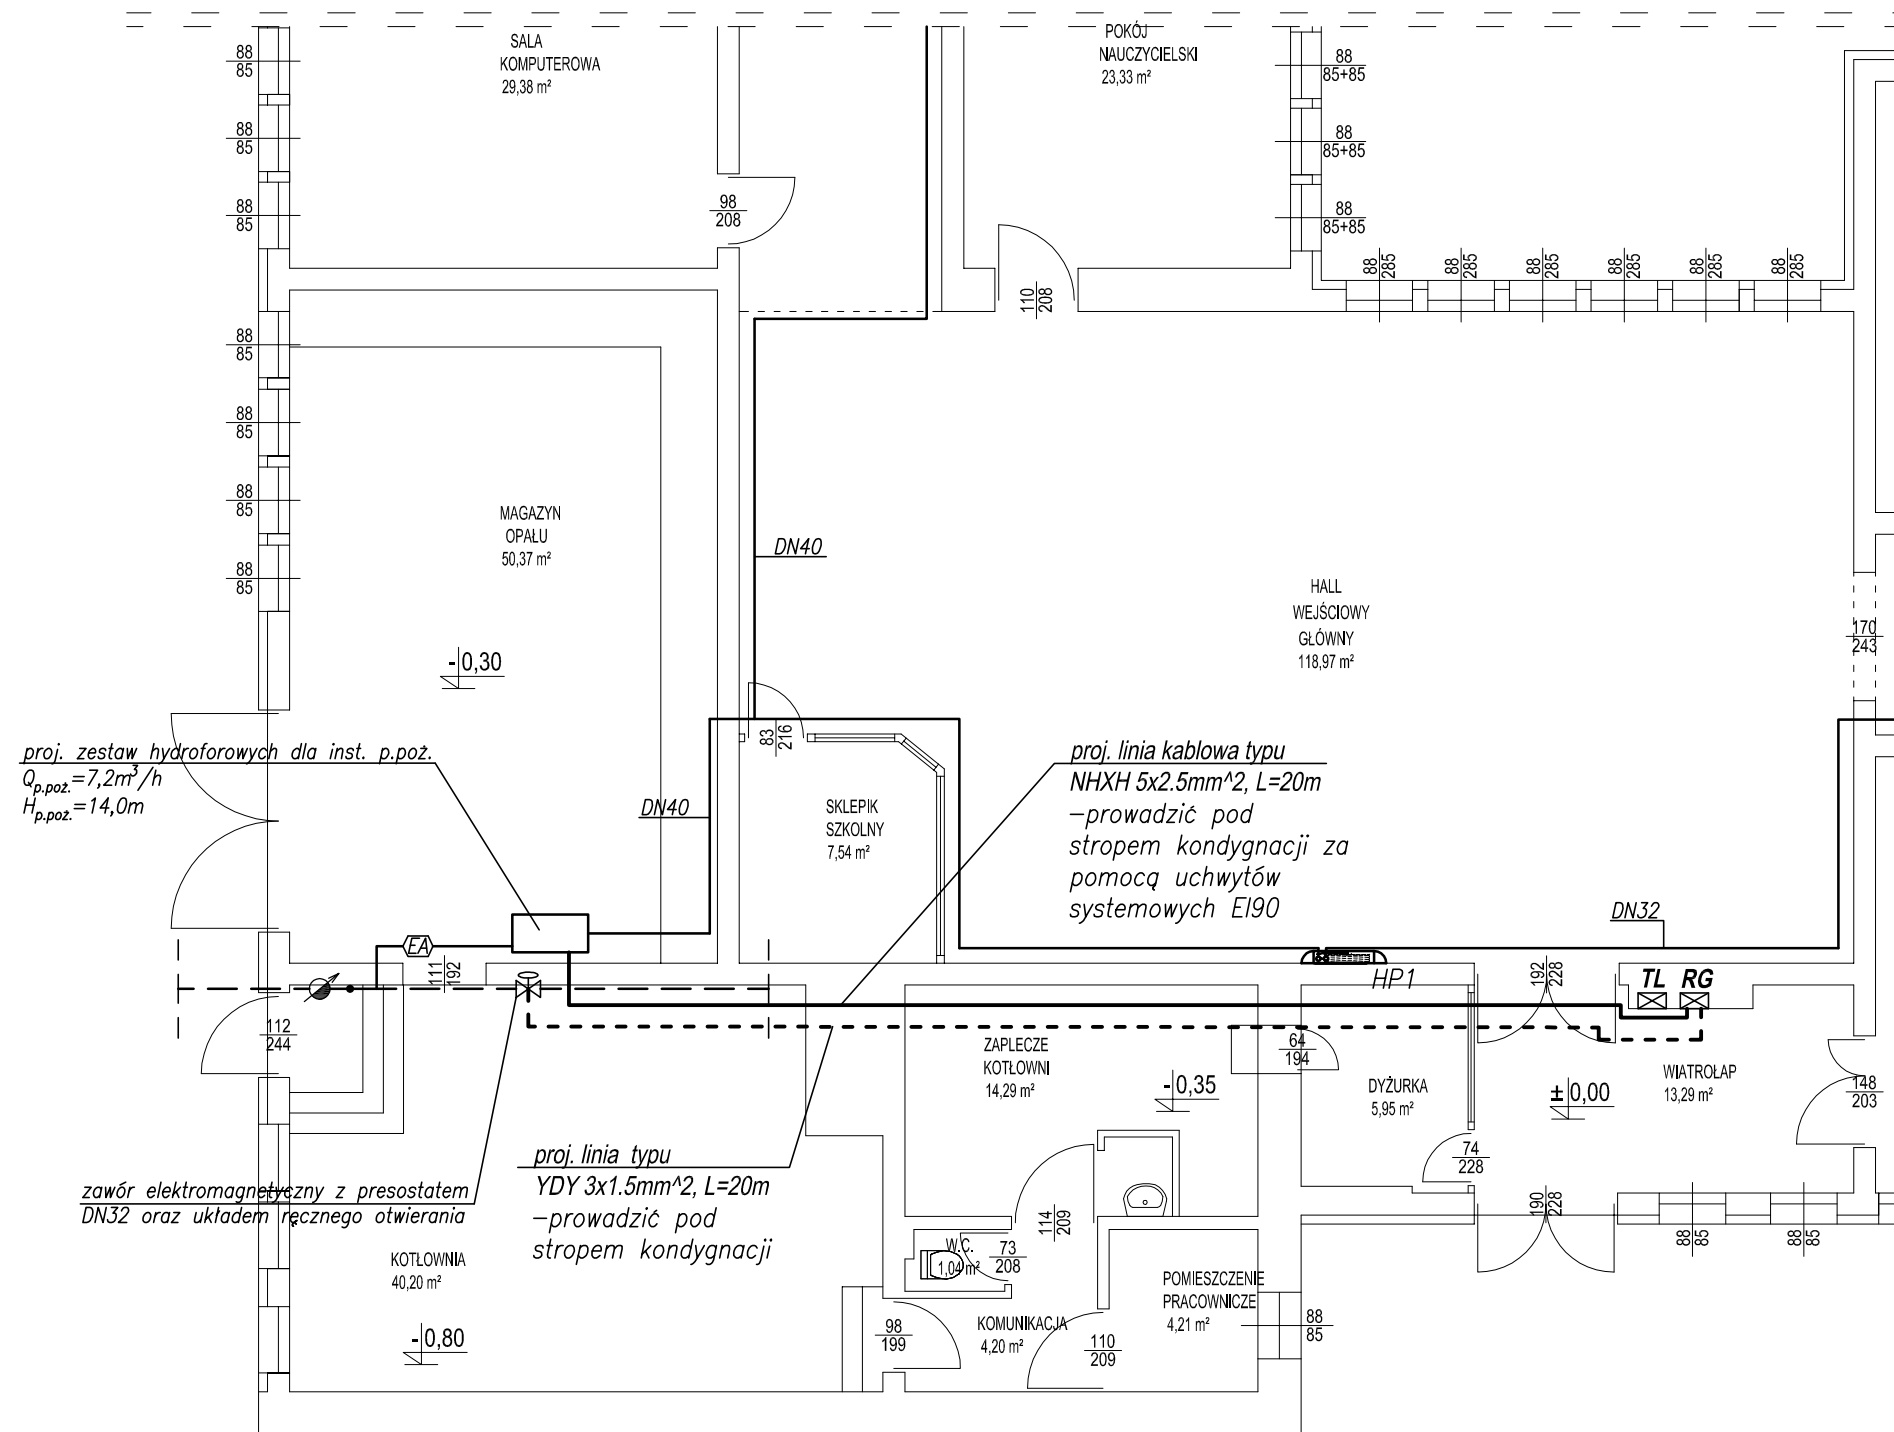 SALA
KOMPUTEROWA
29,38 m²
POKÓJ
NAUCZYCIELSKI
23,33 m²
88
85
88
85
88
85
88
85+85
88
85+85
88
85+85
98
208
110
208
88
285
88
285
88
285
88
285
88
285
88
285
88
85
88
85
88
85
88
85
MAGAZYN
OPAŁU
50,37 m²
-0,30
DN40
HALL
WEJŚCIOWY
GŁÓWNY
118,97 m²
170
243
83
216
proj. zestaw hydroforowych dla inst. p.poż.
Qp.poż.=7,2m³/h
Hp.poż.=14,0m
DN40
SKLEPIK
SZKOLNY
7,54 m²
proj. linia kablowa typu
NHXH 5x2.5mm^2, L=20m
-prowadzić pod
stropem kondygnacji za
pomocą uchwytów
systemowych EI90
DN32
EA
111
192
HP1
192
228
TL RG
112
244
ZAPLECZE
KOTŁOWNI
14,29 m²
-0,35
64
194
DYŻURKA
5,95 m²
±0,00
WIATROŁAP
13,29 m²
148
203
74
228
proj. linia typu
YDY 3x1.5mm^2, L=20m
-prowadzić pod
stropem kondygnacji
zawór elektromagnetyczny z presostatem
DN32 oraz układem ręcznego otwierania
KOTŁOWNIA
40,20 m²
-0,80
W.C.
1,04 m²
73
208
114
209
190
228
88
85
88
85
98
199
KOMUNIKACJA
4,20 m²
110
209
POMIESZCZENIE
PRACOWNICZE
4,21 m²
88
85